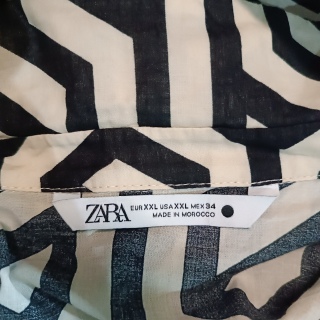 ZARA
EUR XXL USA XXL MEX 34
MADE IN MOROCCO